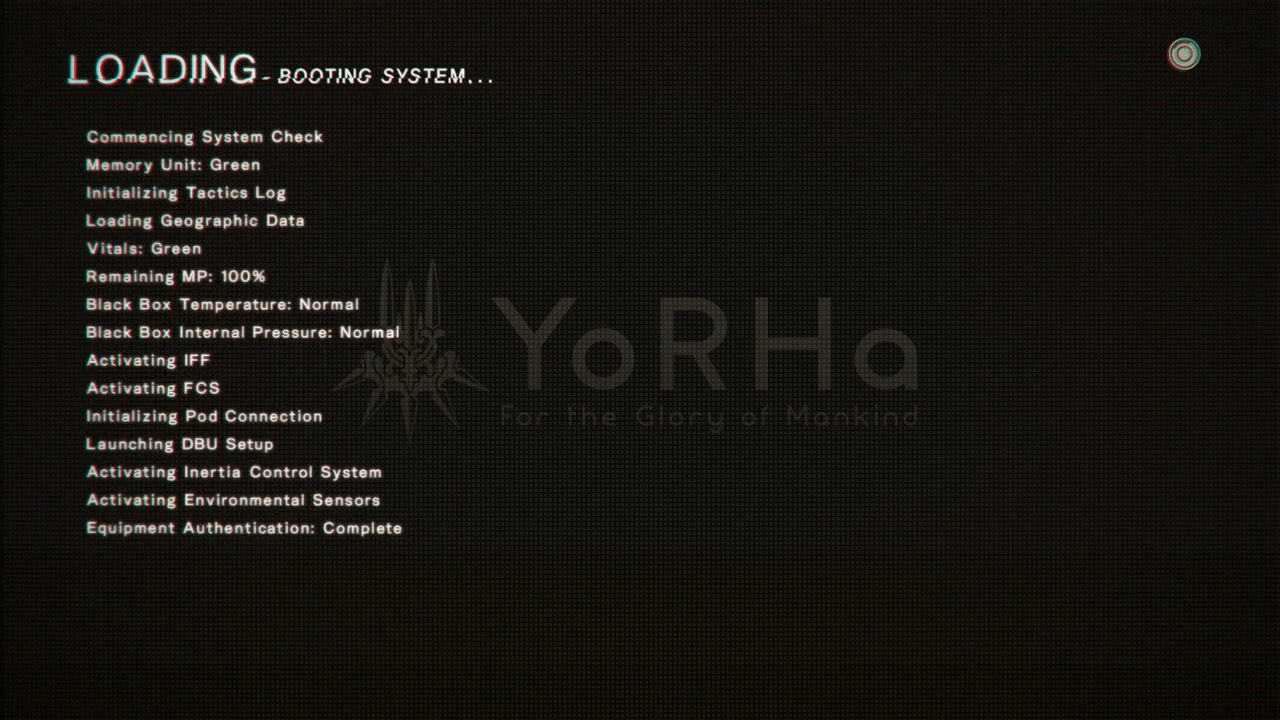 LOADING - BOOTING SYSTEM...
Commencing System Check
Memory Unit: Green
Initializing Tactics Log
Loading Geographic Data
Vitals: Green
Remaining MP: 100%
Black Box Temperature: Normal
Black Box Internal Pressure: Normal
Activating IFF
Activating FCS
Initializing Pod Connection
Launching DBU Setup
Activating Inertia Control System
Activating Environmental Sensors
Equipment Authentication: Complete
YoRHa
For the Glory of Mankind